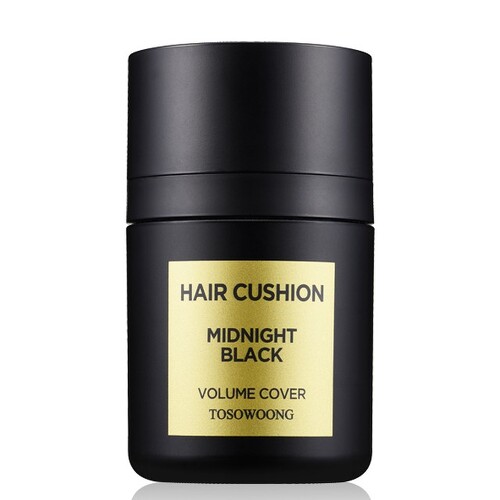 HAIR CUSHION
MIDNIGHT
BLACK
VOLUME COVER
TOSOWOONG